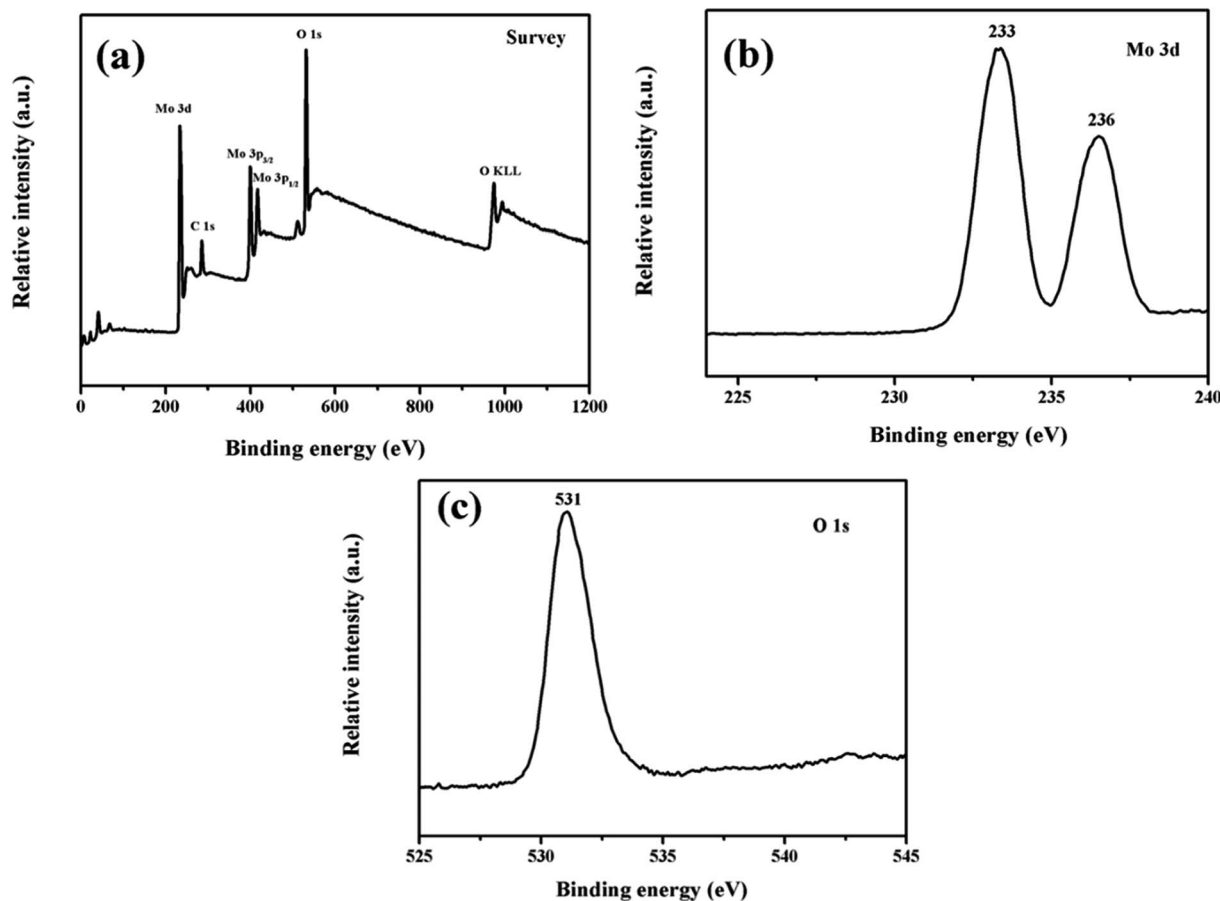 (a)
Survey
O 1s
Mo 3d
Mo 3p3/2
Mo 3p1/2
C 1s
O KLL
Relative intensity (a.u.)
0 200 400 600 800 1000 1200
Binding energy (eV)
(b)
233
Mo 3d
236
Relative intensity (a.u.)
225 230 235 240
Binding energy (eV)
(c)
531
O 1s
Relative intensity (a.u.)
525 530 535 540 545
Binding energy (eV)